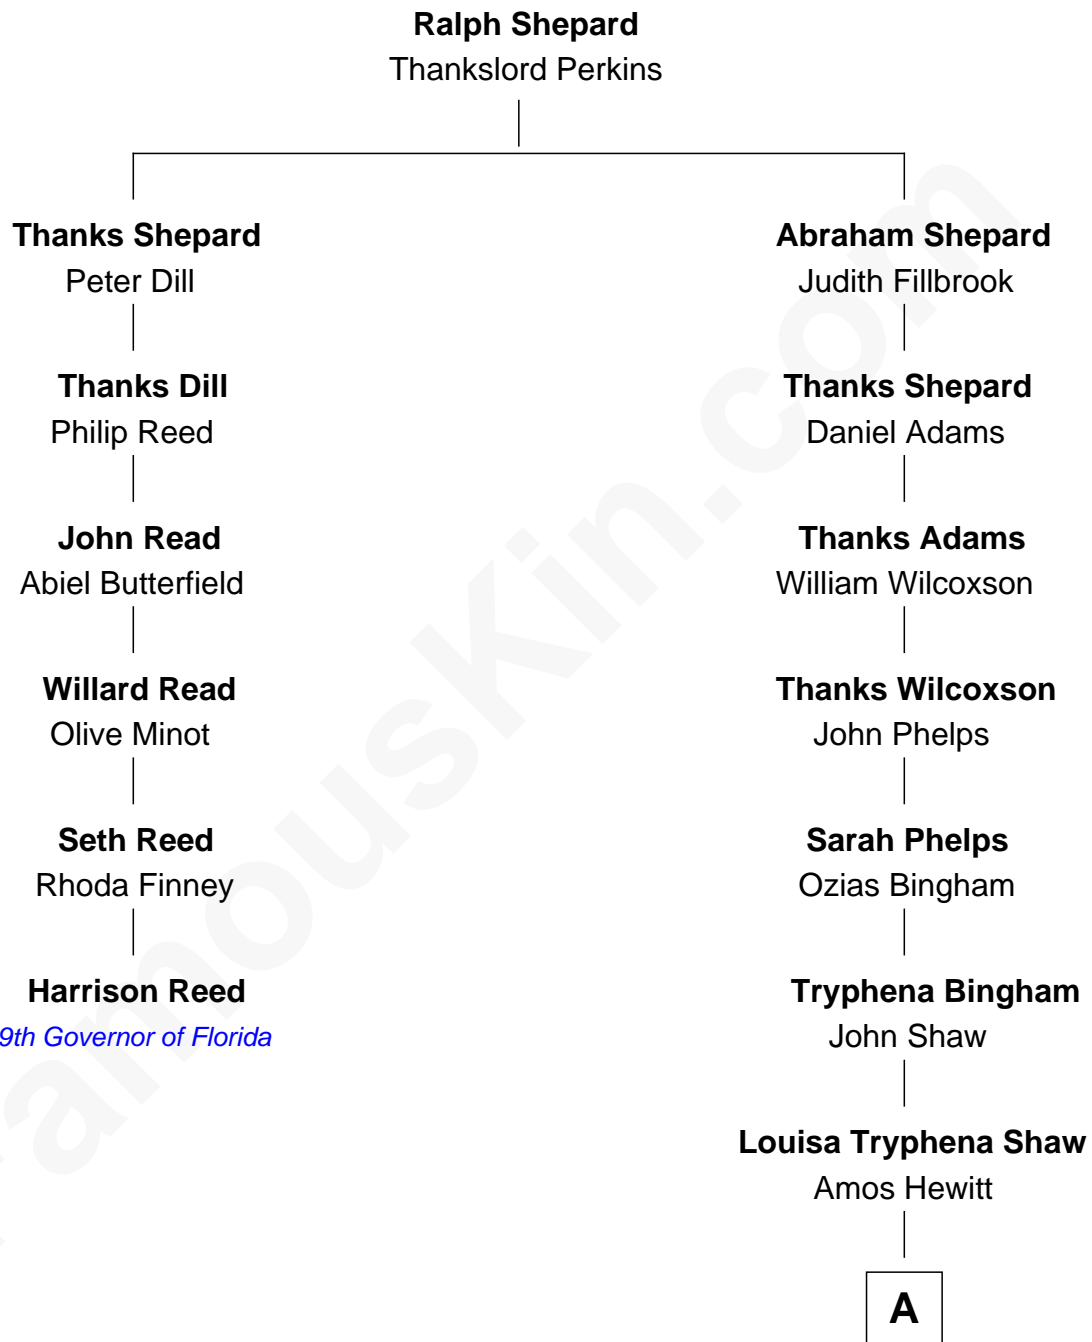 Ralph Shepard
Thankslord Perkins
Thanks Shepard
Peter Dill
Abraham Shepard
Judith Fillbrook
Thanks Dill
Philip Reed
Thanks Shepard
Daniel Adams
John Read
Abiel Butterfield
Thanks Adams
William Wilcoxson
Willard Read
Olive Minot
Thanks Wilcoxson
John Phelps
Seth Reed
Rhoda Finney
Sarah Phelps
Ozias Bingham
Harrison Reed
9th Governor of Florida
Tryphena Bingham
John Shaw
Louisa Tryphena Shaw
Amos Hewitt
A
FamousKin.com